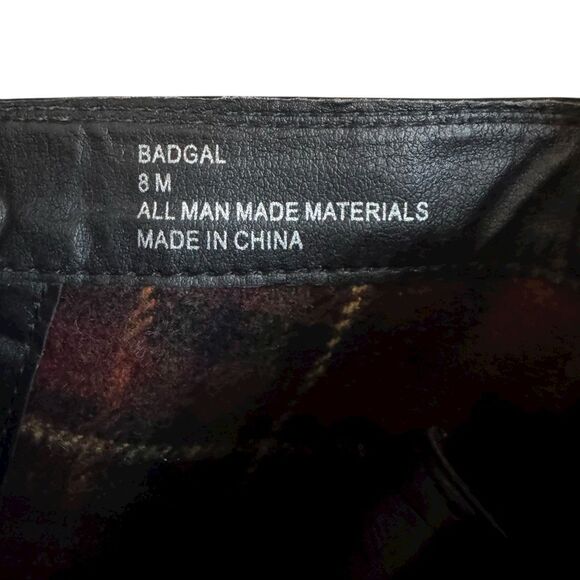 BADGAL
8 M
ALL MAN MADE MATERIALS
MADE IN CHINA